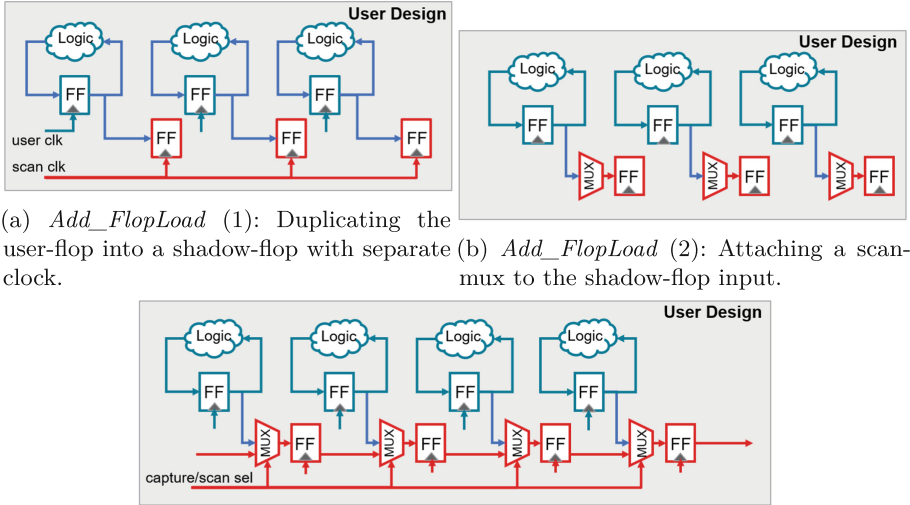 User Design
Logic Logic Logic
FF FF FF
user clk
FF FF FF
scan clk
(a) Add_FlopLoad (1): Duplicating the
user-flop into a shadow-flop with separate
clock.
User Design
Logic Logic Logic
FF FF FF
MUX FF MUX FF MUX FF
(b) Add_FlopLoad (2): Attaching a scan-
mux to the shadow-flop input.
User Design
Logic Logic Logic Logic
FF FF FF FF
MUX FF MUX FF MUX FF MUX FF
capture/scan sel